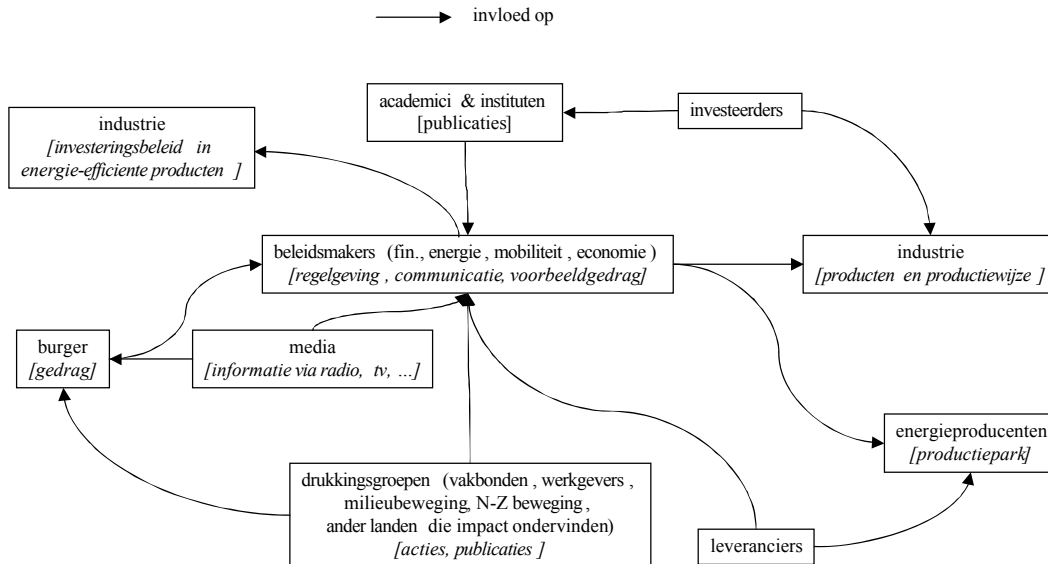 invloed op
academici & instituten
[publicaties]
investeerders
industrie
[investeringsbeleid in
energie-efficiente producten ]
beleidsmakers (fin., energie, mobiliteit, economie)
[regelgeving, communicatie, voorbeeldgedrag]
industrie
[producten en productiewijze ]
burger
[gedrag]
media
[informatie via radio, tv, ...]
energieproducenten
[productiepark]
drukkingsgroepen (vakbonden, werkgevers,
milieubeweging, N-Z beweging,
ander landen die impact ondervinden)
[acties, publicaties ]
leveranciers